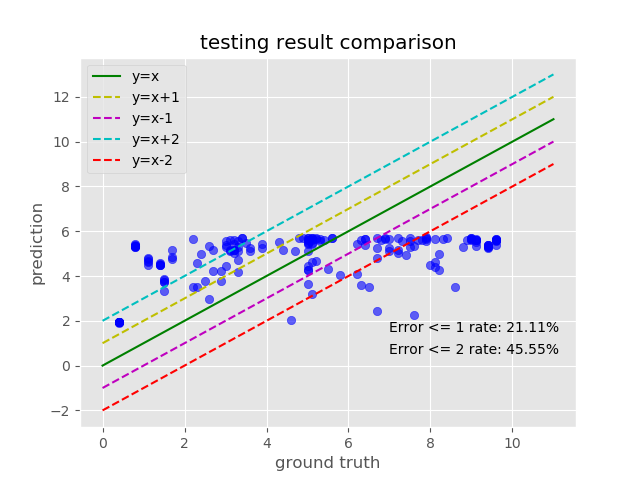 testing result comparison
y=x
y=x+1
y=x-1
y=x+2
y=x-2
12
10
8
6
4
2
0
−2
prediction
Error <= 1 rate: 21.11%
Error <= 2 rate: 45.55%
0 2 4 6 8 10
ground truth